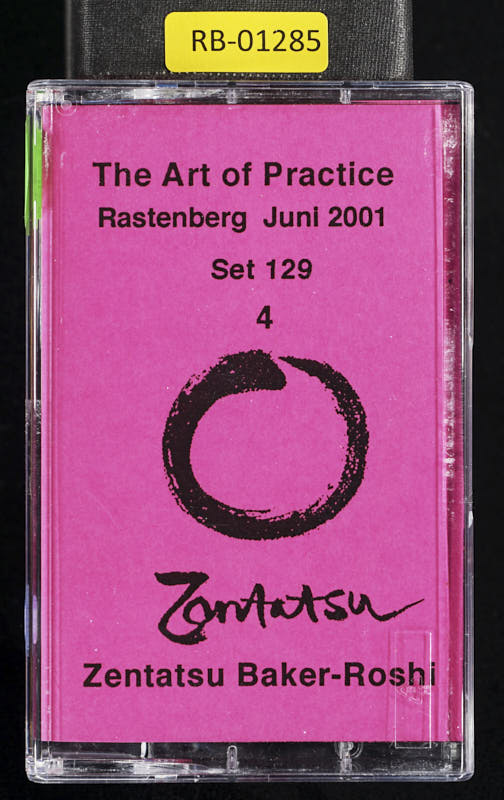 RB-01285
The Art of Practice
Rastenberg Juni 2001
Set 129
4
Zentatsu
Zentatsu Baker-Roshi